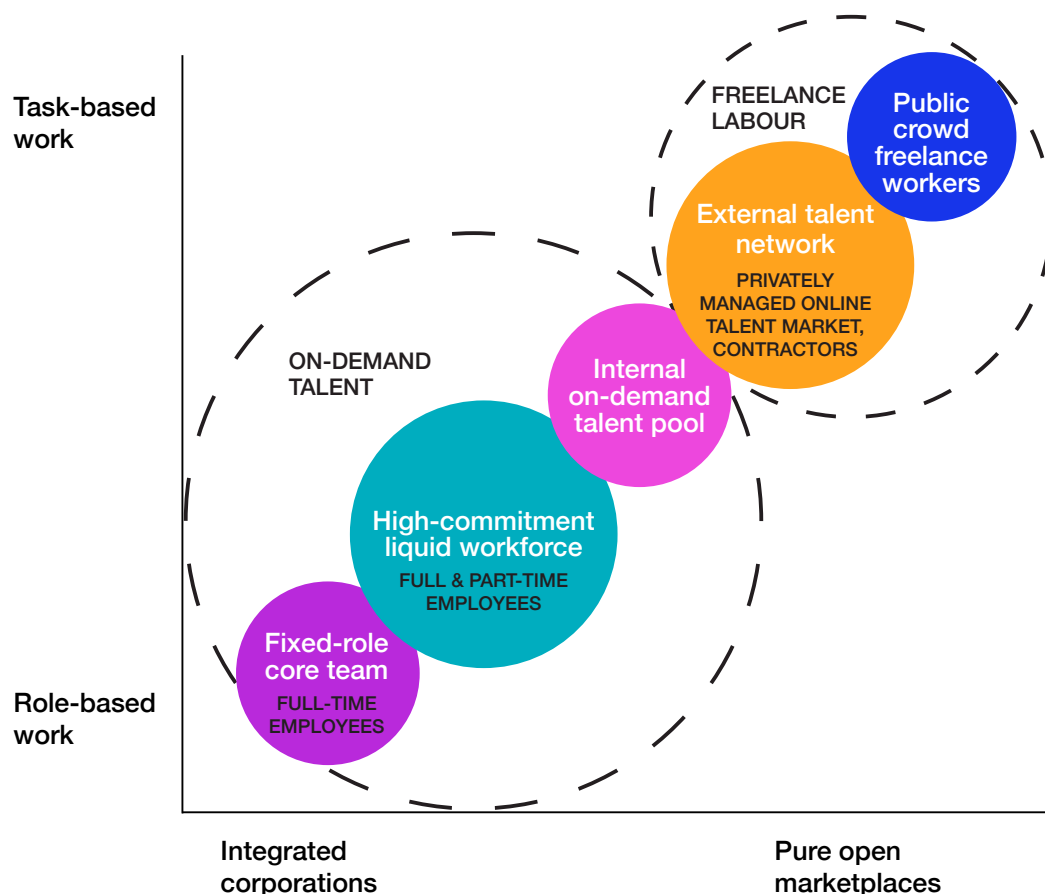 Task-based
work
FREELANCE
LABOUR
Public
crowd
freelance
workers
External talent
network
PRIVATELY
MANAGED ONLINE
TALENT MARKET,
CONTRACTORS
ON-DEMAND
TALENT
Internal
on-demand
talent pool
High-commitment
liquid workforce
FULL & PART-TIME
EMPLOYEES
Fixed-role
core team
FULL-TIME
EMPLOYEES
Role-based
work
Integrated
corporations
Pure open
marketplaces